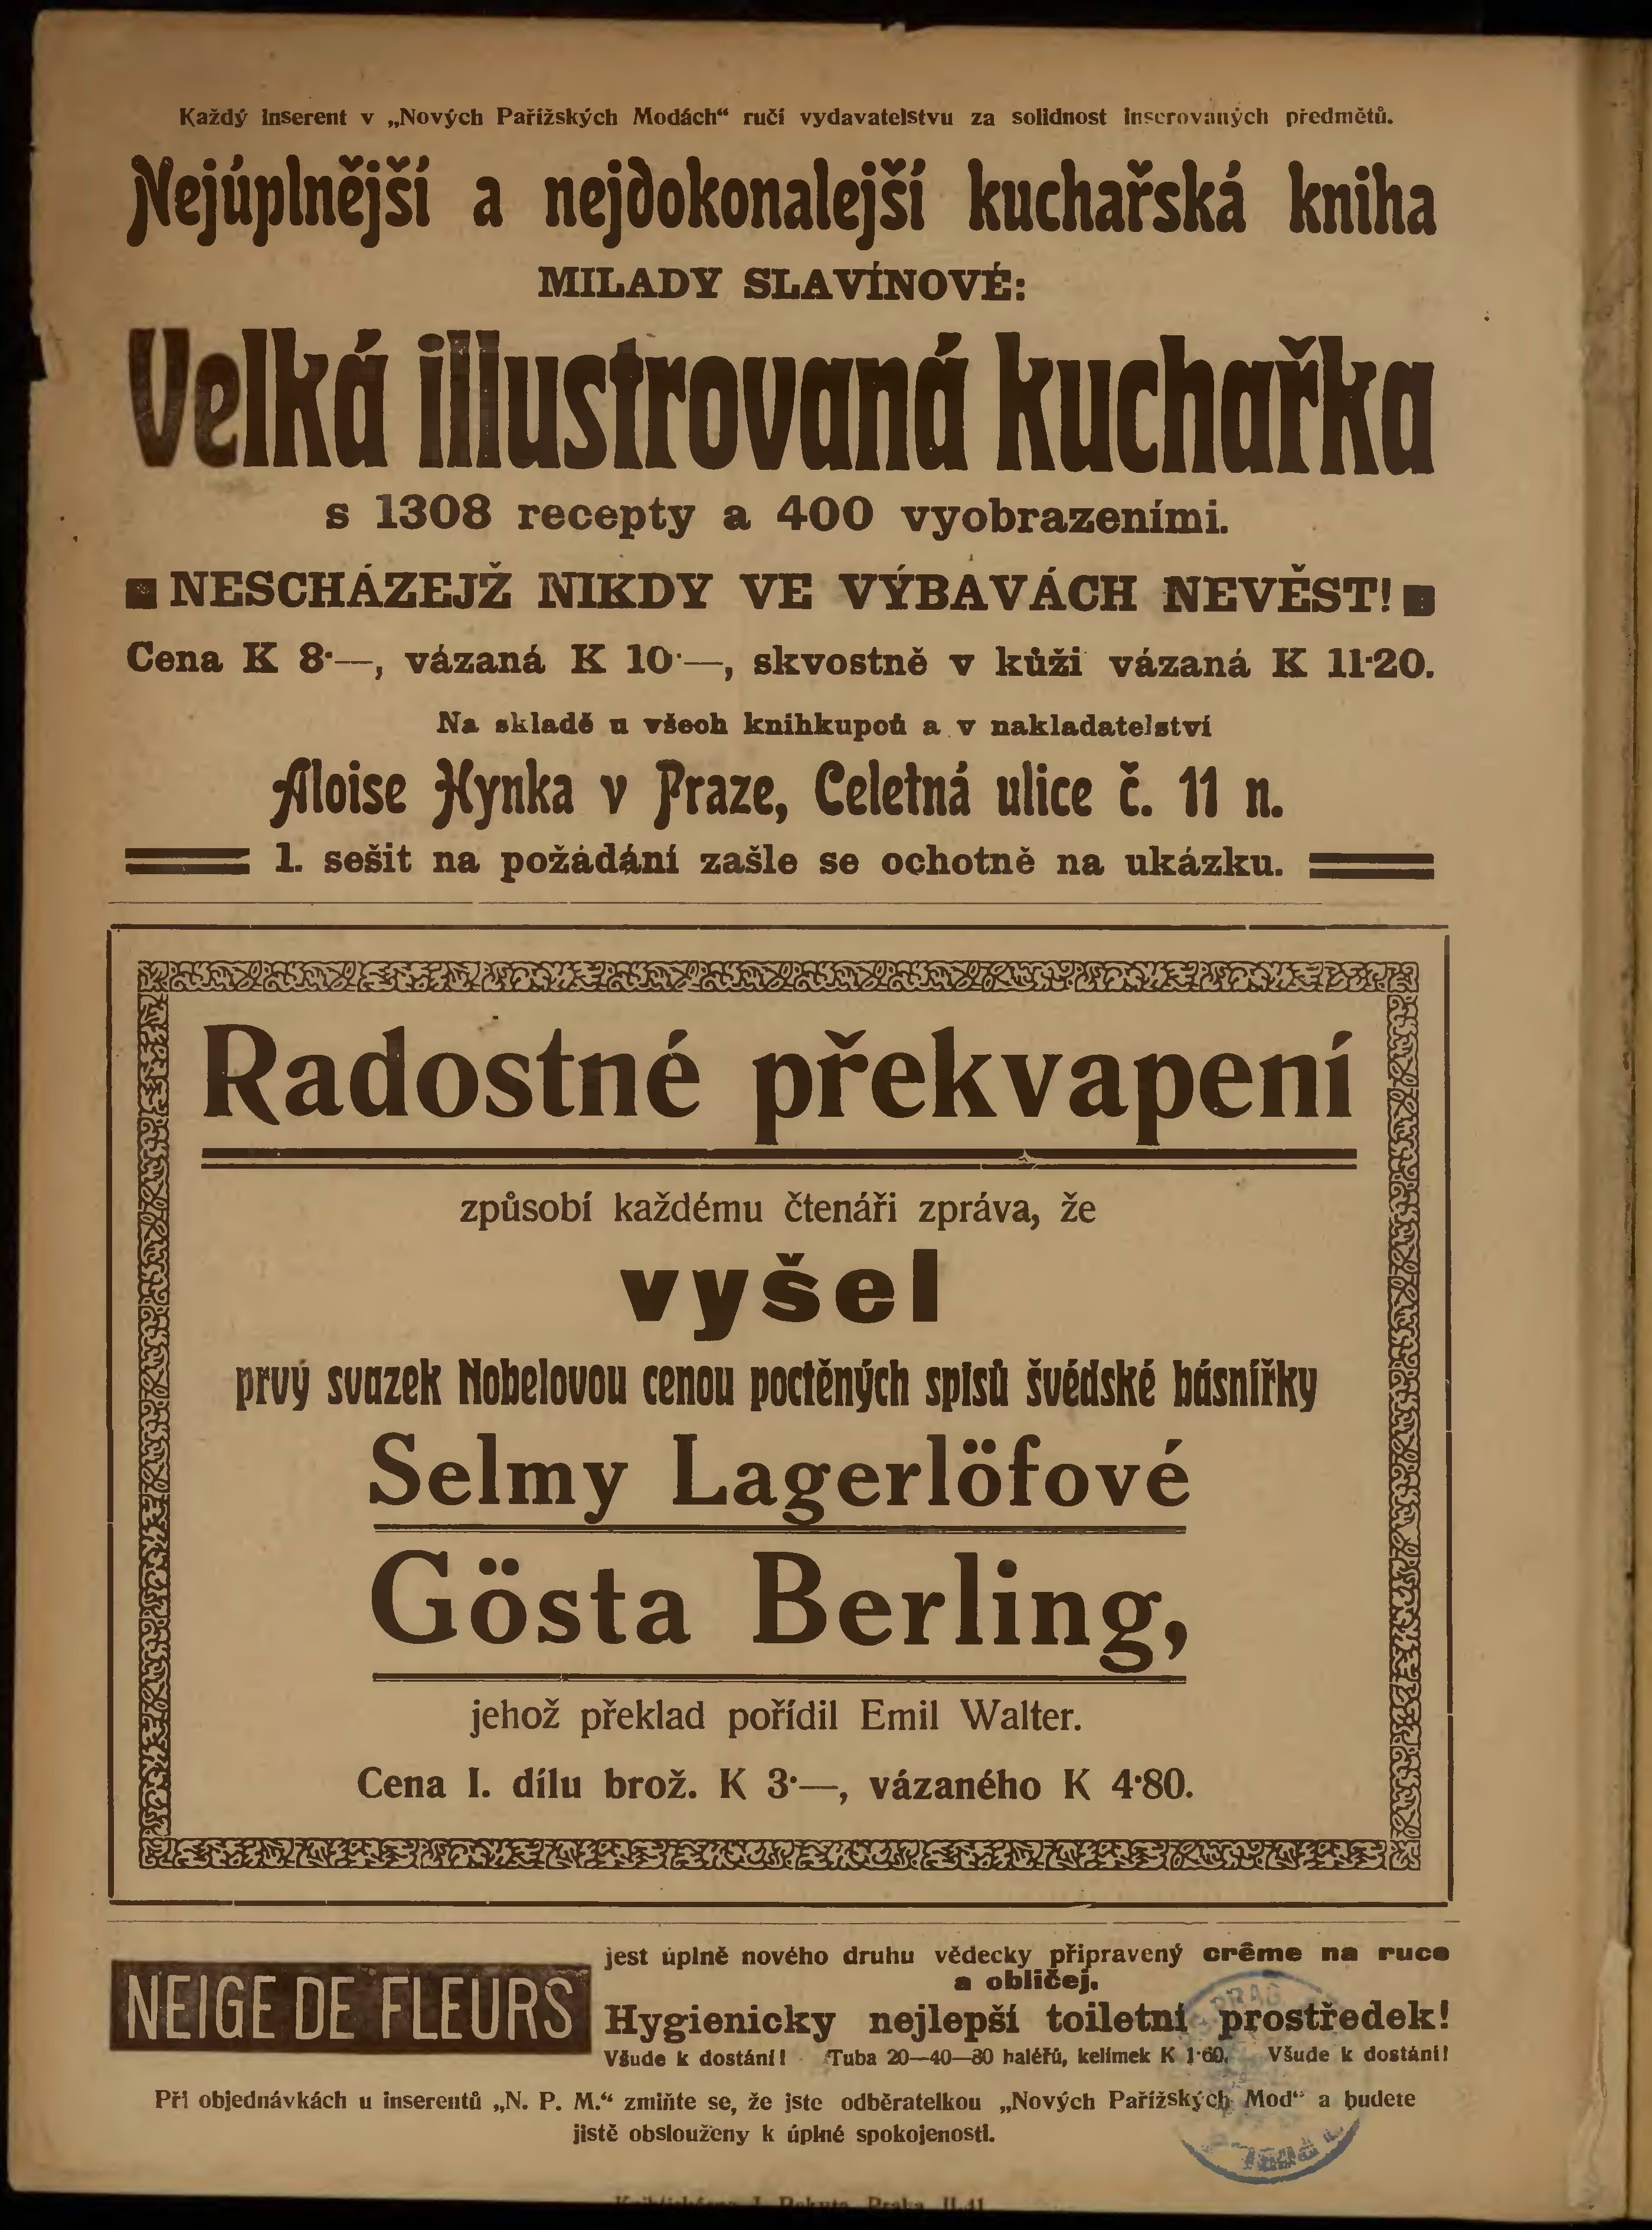 Každý inserent v „Nových Pařížských Modách“ ručí vydavatelstvu za solidnost inserovaných předmětů.
Nejúplnější a nejdokonalejší kuchařská kniha
MILADY SLAVÍNOVÉ:
Velká illustrovaná kuchařka
s 1308 recepty a 400 vyobrazeními.
NESCHÁZEJŽ NIKDY VE VÝBAVÁCH NEVĚST!
Cena K 8·—, vázaná K 10·—, skvostně v kůži vázaná K 11·20.
Na skladě u všech knihkupců a v nakladatelství
Aloise Hynka v Praze, Celetná ulice č. 11 n.
1. sešit na požádání zašle se ochotně na ukázku.
Radostné překvapení
způsobí každému čtenáři zpráva, že
vyšel
prvý svazek Nobelovou cenou poctěných spisů švédské básnířky
Selmy Lagerlöfové
Gösta Berling,
jehož překlad pořídil Emil Walter.
Cena I. dílu brož. K 3·—, vázaného K 4·80.
NEIGE DE FLEURS
jest úplně nového druhu vědecky připravený crême na ruce
a obličej.
Hygienicky nejlepší toiletní prostředek!
Všude k dostání! Tuba 20—40—80 haléřů, kelímek K 1·60. Všude k dostání!
Při objednávkách u inserentů „N. P. M.“ zmiňte se, že jste odběratelkou „Nových Pařížských Mod“ a budete
jistě obslouženy k úplné spokojenosti.
Praha II-41